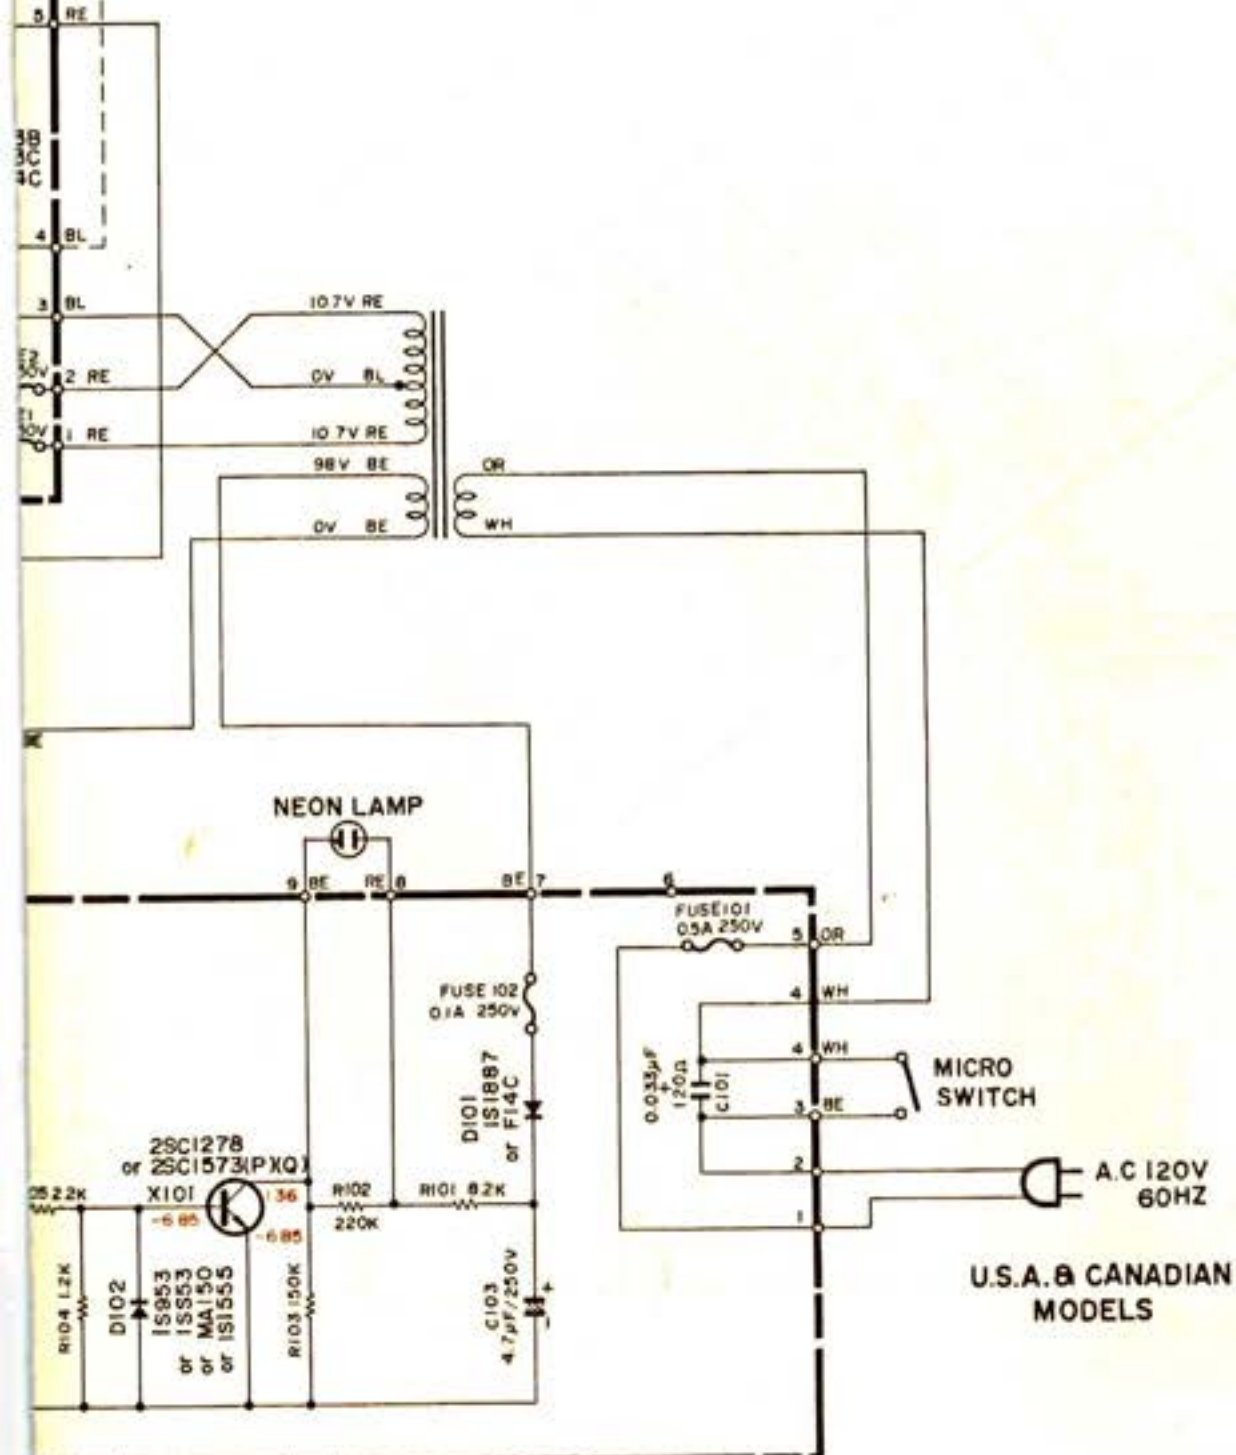 5 RE
3B
3C
4C
4 BL
3 BL
10.7V RE
2 RE
0V BL
1 RE
10.7V RE
98V BE
OR
0V BE
WH
NEON LAMP
9 BE RE 8
BE 7
6
FUSE101
0.5A 250V
5 OR
FUSE 102
0.1A 250V
4 WH
4 WH
MICRO
SWITCH
0.033µF
+
120Ω
C101
3 BE
D101
1S1887
or F14C
2SC1278
or 2SC1573(P)(Q)
2
A.C 120V
60HZ
05 2.2K
X101
136
R102
220K
R101 8.2K
-6.85
-6.85
1
R104 1.2K
D102
1S953
or 1SS53
or MA150
or 1S1555
R103 150K
C103
4.7µF/250V
+
-
U.S.A. & CANADIAN
MODELS